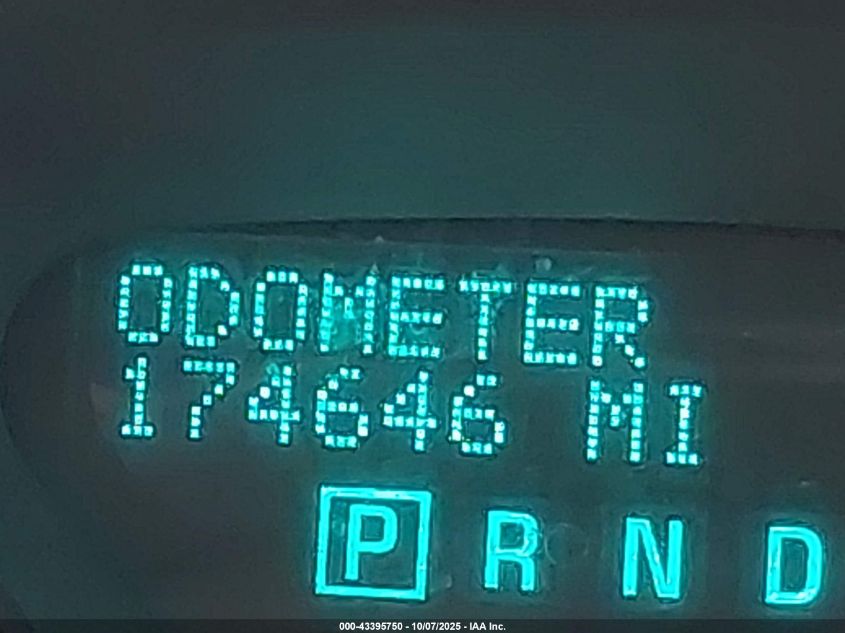 ODOMETER
174646 MI
P R N D
000-43395750 - 10/07/2025 - IAA Inc.